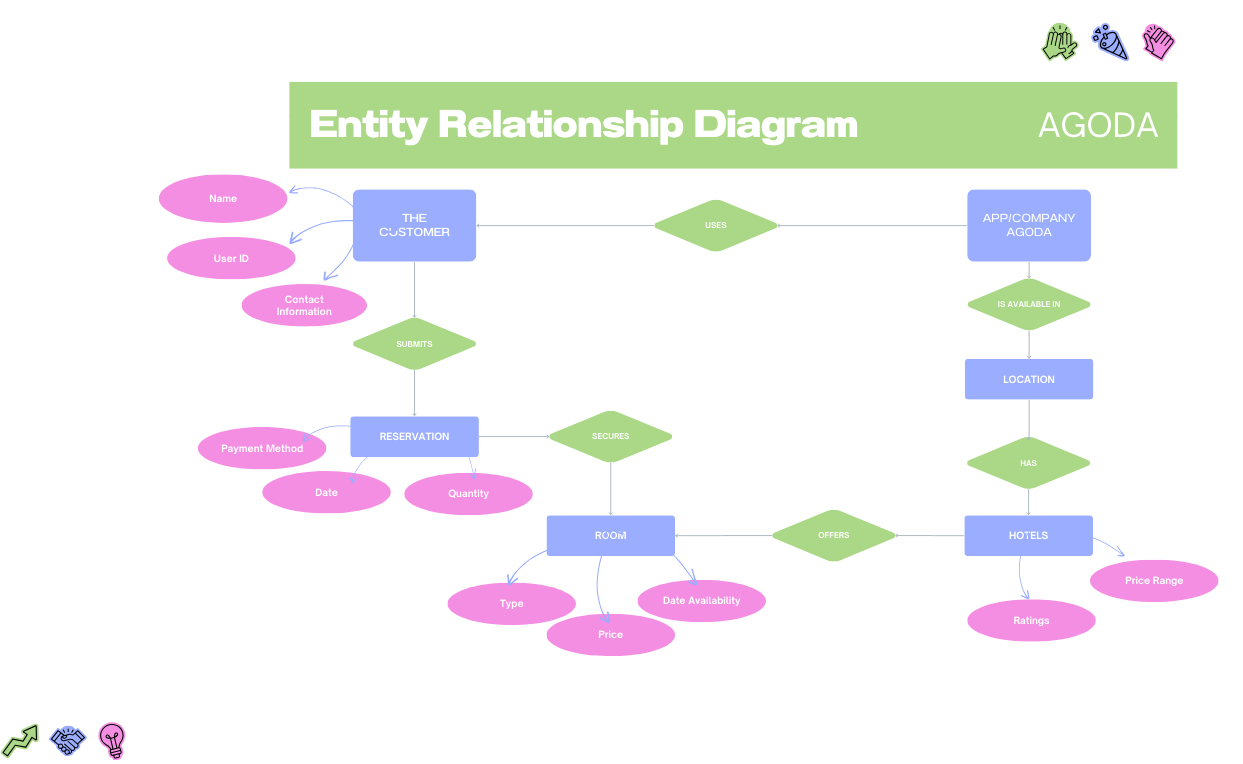 Entity Relationship Diagram
AGODA
Name
THE
CUSTOMER
USES
APP/COMPANY
AGODA
User ID
Contact
Information
IS AVAILABLE IN
SUBMITS
LOCATION
Payment Method
RESERVATION
SECURES
HAS
Date
Quantity
ROOM
OFFERS
HOTELS
Price Range
Type
Date Availability
Price
Ratings